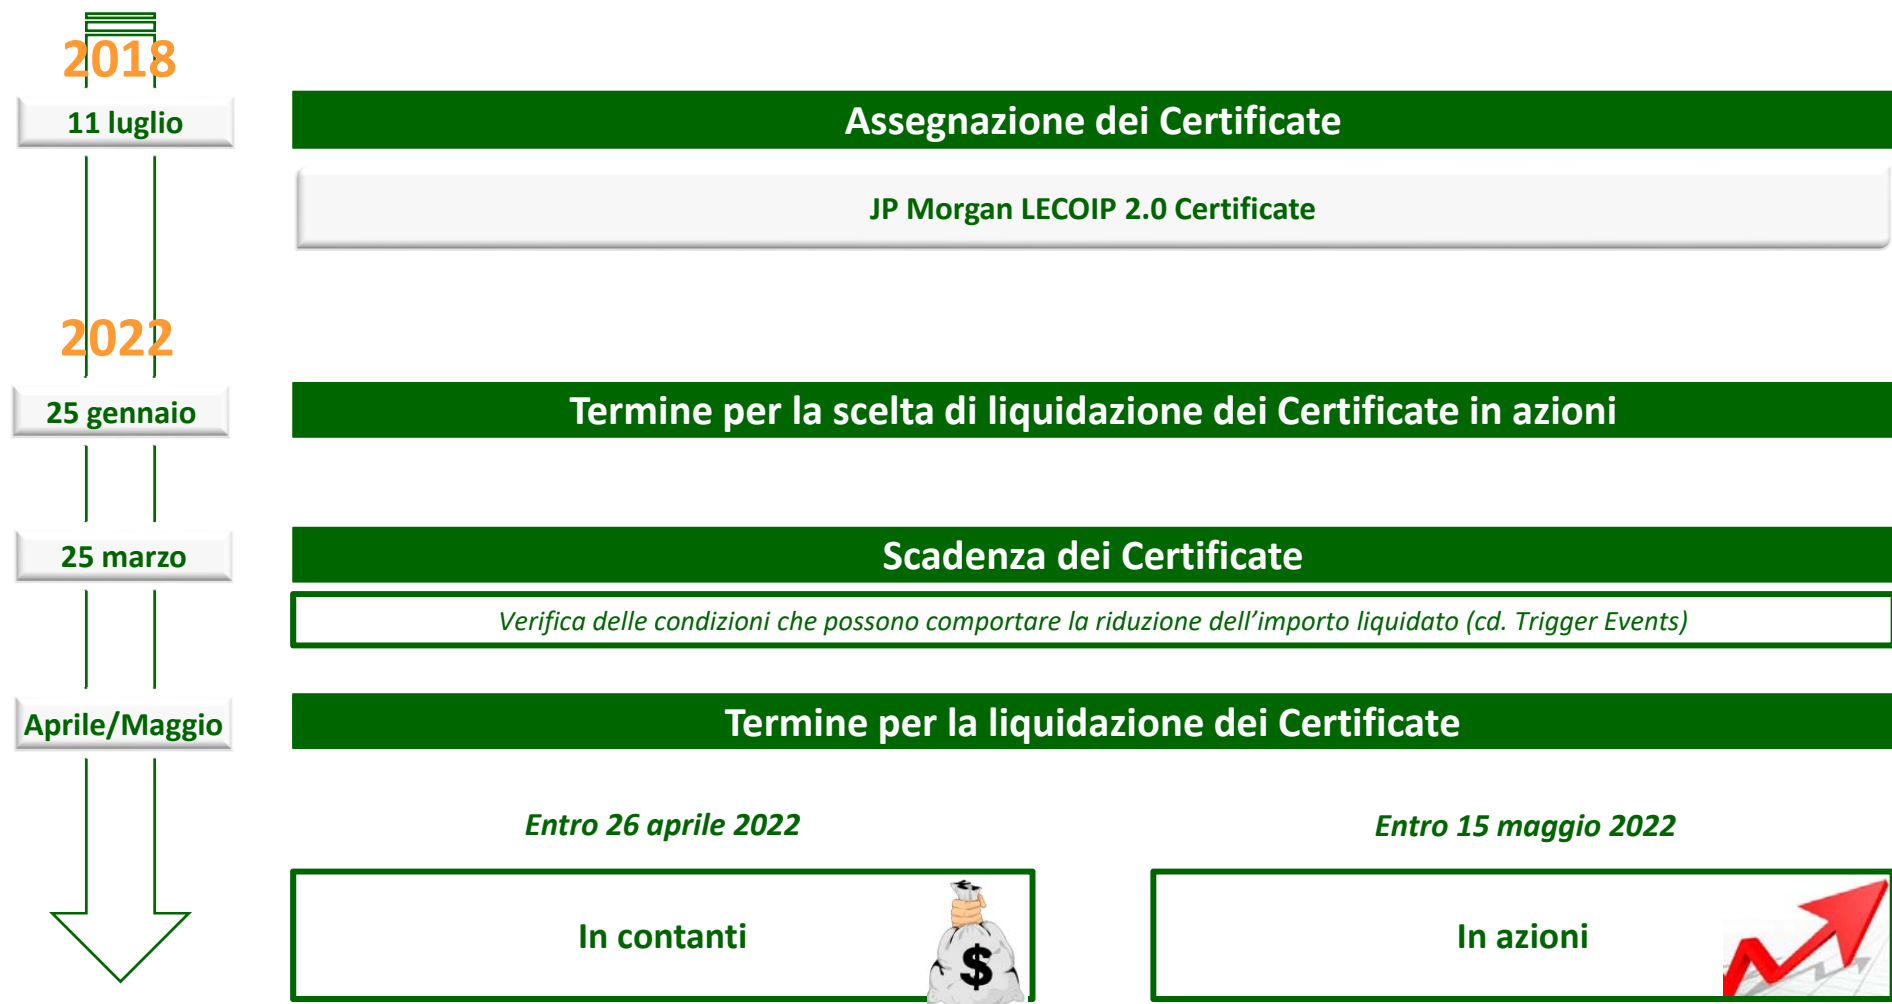 2018
11 luglio
Assegnazione dei Certificate
JP Morgan LECOIP 2.0 Certificate
2022
25 gennaio
Termine per la scelta di liquidazione dei Certificate in azioni
25 marzo
Scadenza dei Certificate
Verifica delle condizioni che possono comportare la riduzione dell’importo liquidato (cd. Trigger Events)
Aprile/Maggio
Termine per la liquidazione dei Certificate
Entro 26 aprile 2022
Entro 15 maggio 2022
In contanti
$
In azioni